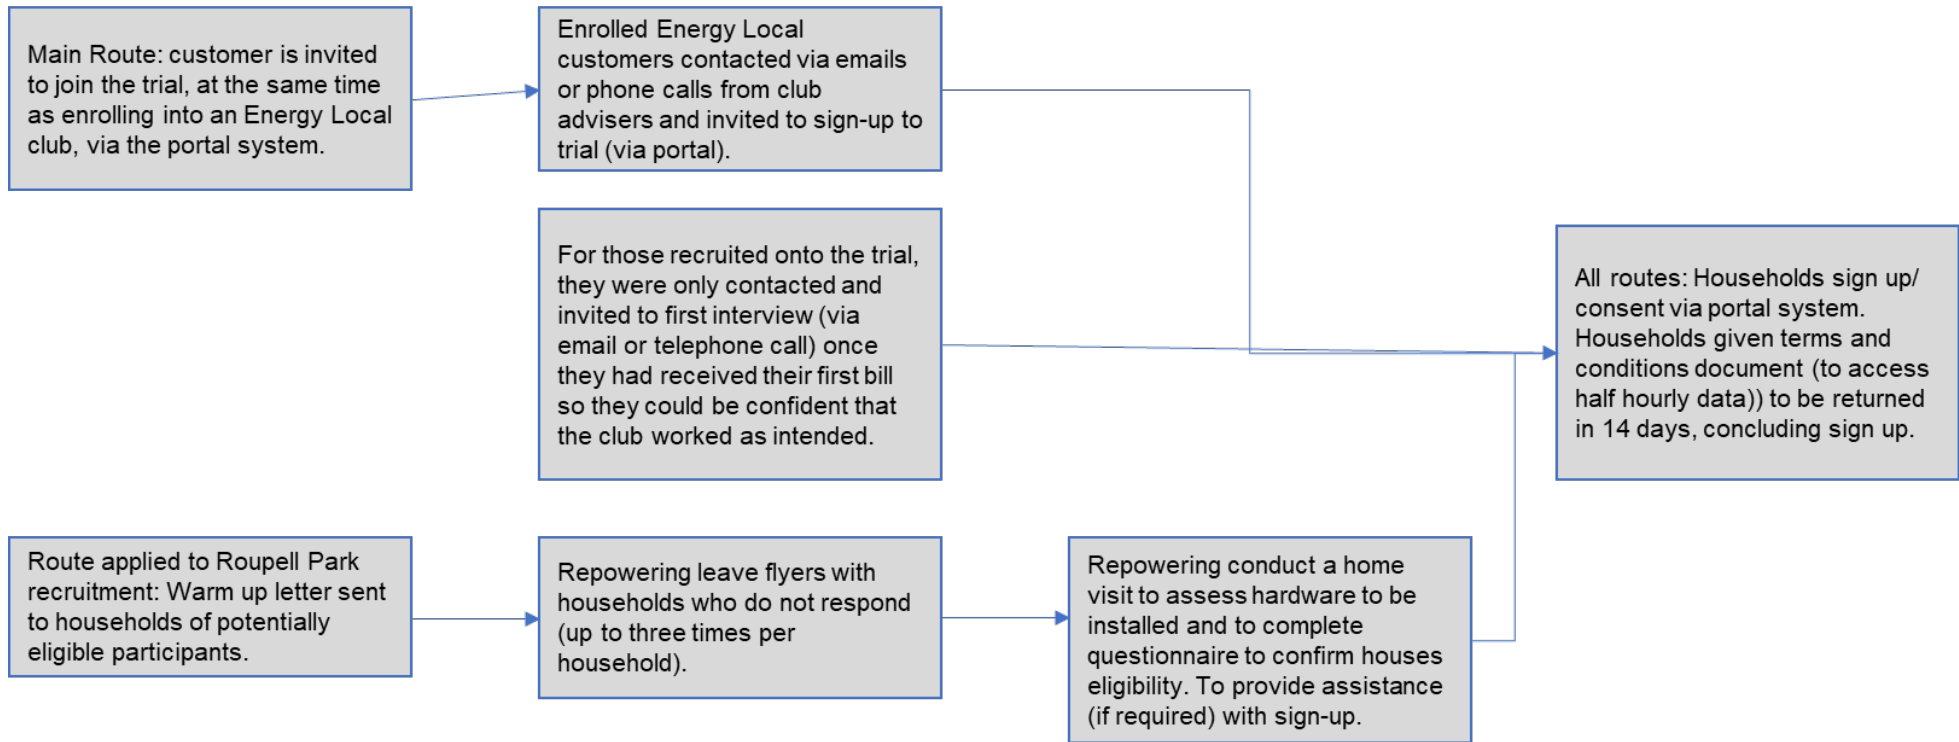 Main Route: customer is invited
to join the trial, at the same time
as enrolling into an Energy Local
club, via the portal system.
Enrolled Energy Local
customers contacted via emails
or phone calls from club
advisers and invited to sign-up to
trial (via portal).
For those recruited onto the trial,
they were only contacted and
invited to first interview (via
email or telephone call) once
they had received their first bill
so they could be confident that
the club worked as intended.
All routes: Households sign up/
consent via portal system.
Households given terms and
conditions document (to access
half hourly data)) to be returned
in 14 days, concluding sign up.
Route applied to Roupell Park
recruitment: Warm up letter sent
to households of potentially
eligible participants.
Repowering leave flyers with
households who do not respond
(up to three times per
household).
Repowering conduct a home
visit to assess hardware to be
installed and to complete
questionnaire to confirm houses
eligibility. To provide assistance
(if required) with sign-up.